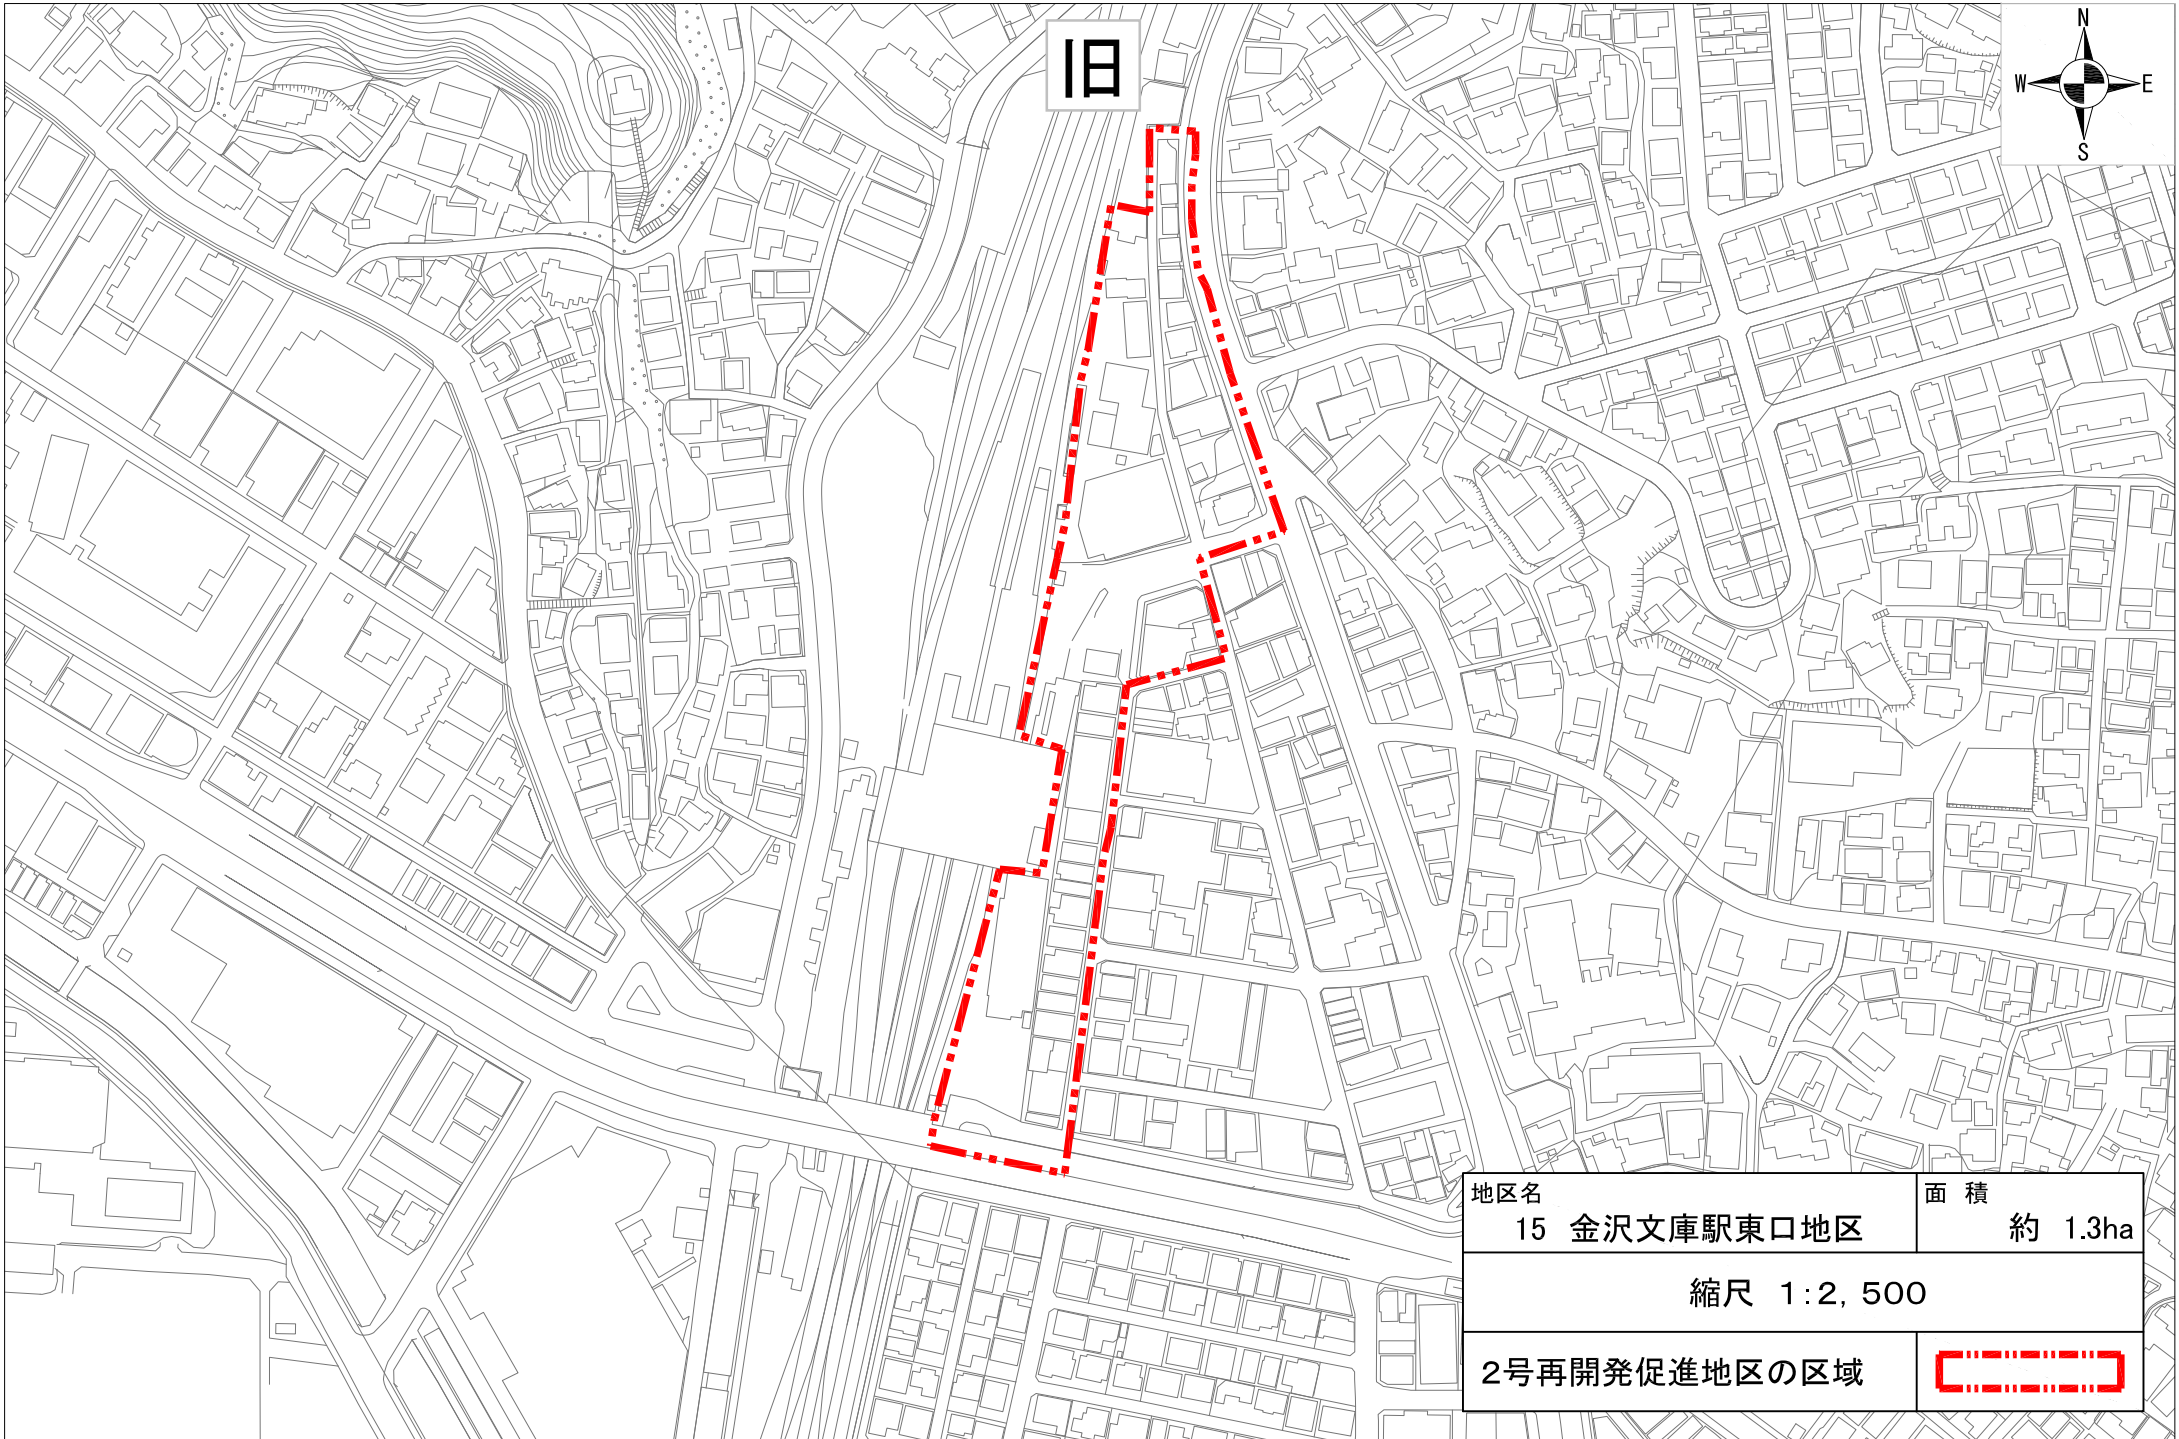 旧
N
W E
S
地区名
15 金沢文庫駅東口地区
面 積
約 1.3ha
縮尺 1:2,500
2号再開発促進地区の区域